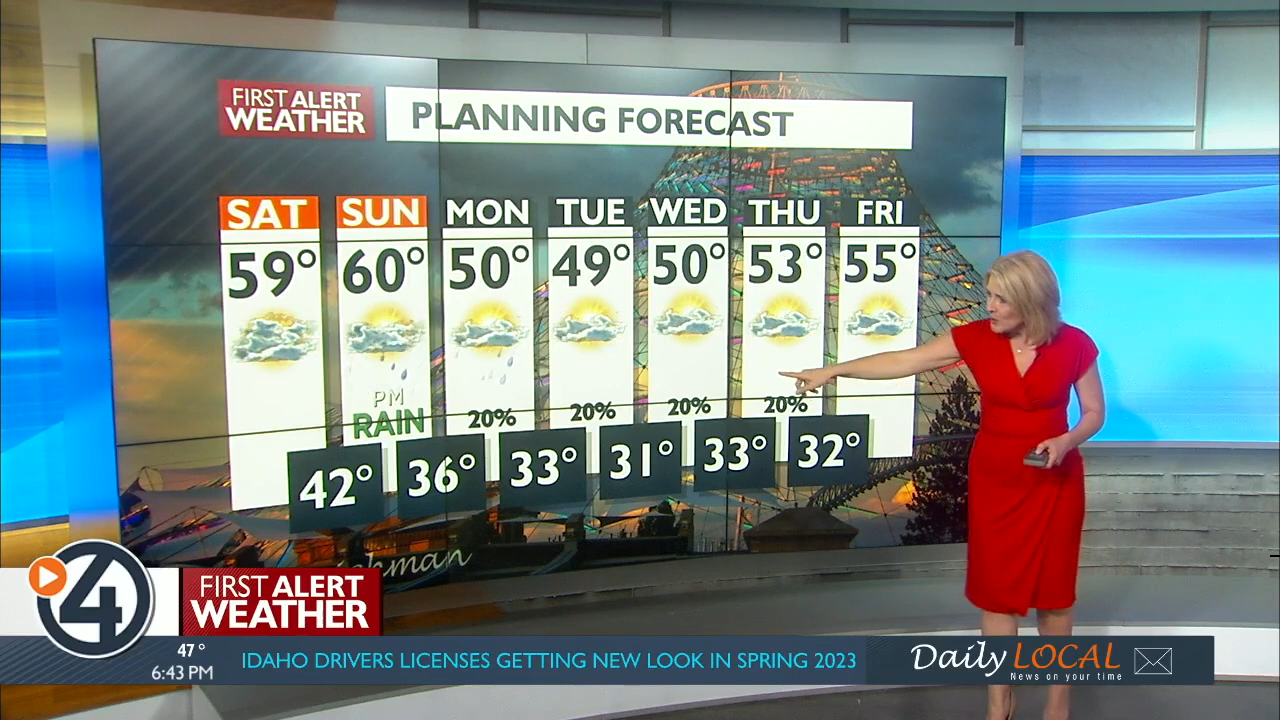 FIRST ALERT
WEATHER
PLANNING FORECAST
SAT SUN MON TUE WED THU FRI
59° 60° 50° 49° 50° 53° 55°
PM
RAIN 20% 20% 20% 20%
42° 36° 33° 31° 33° 32°
4
FIRST ALERT
WEATHER
47°
6:43 PM
IDAHO DRIVERS LICENSES GETTING NEW LOOK IN SPRING 2023
Daily LOCAL
News on your time